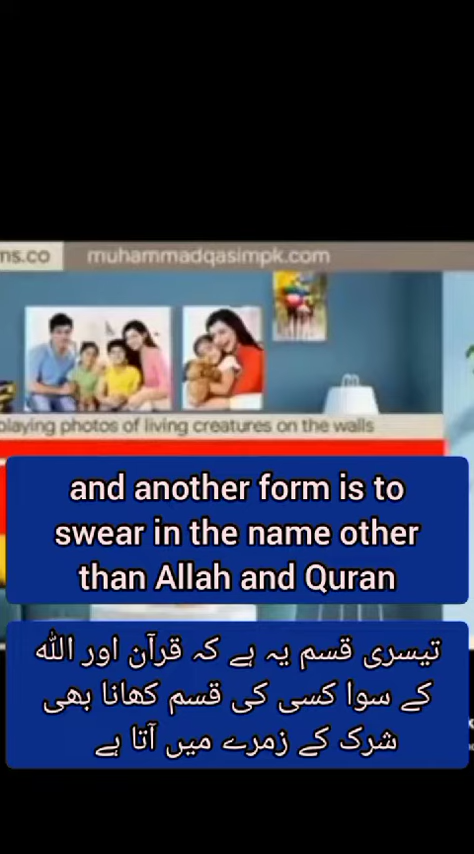 ns.co
muhammadqasimpk.com
playing photos of living creatures on the walls
and another form is to
swear in the name other
than Allah and Quran
تیسری قسم یہ ہے کہ قرآن اور اللہ
کے سوا کسی کی قسم کھانا بھی
شرک کے زمرے میں آتا ہے